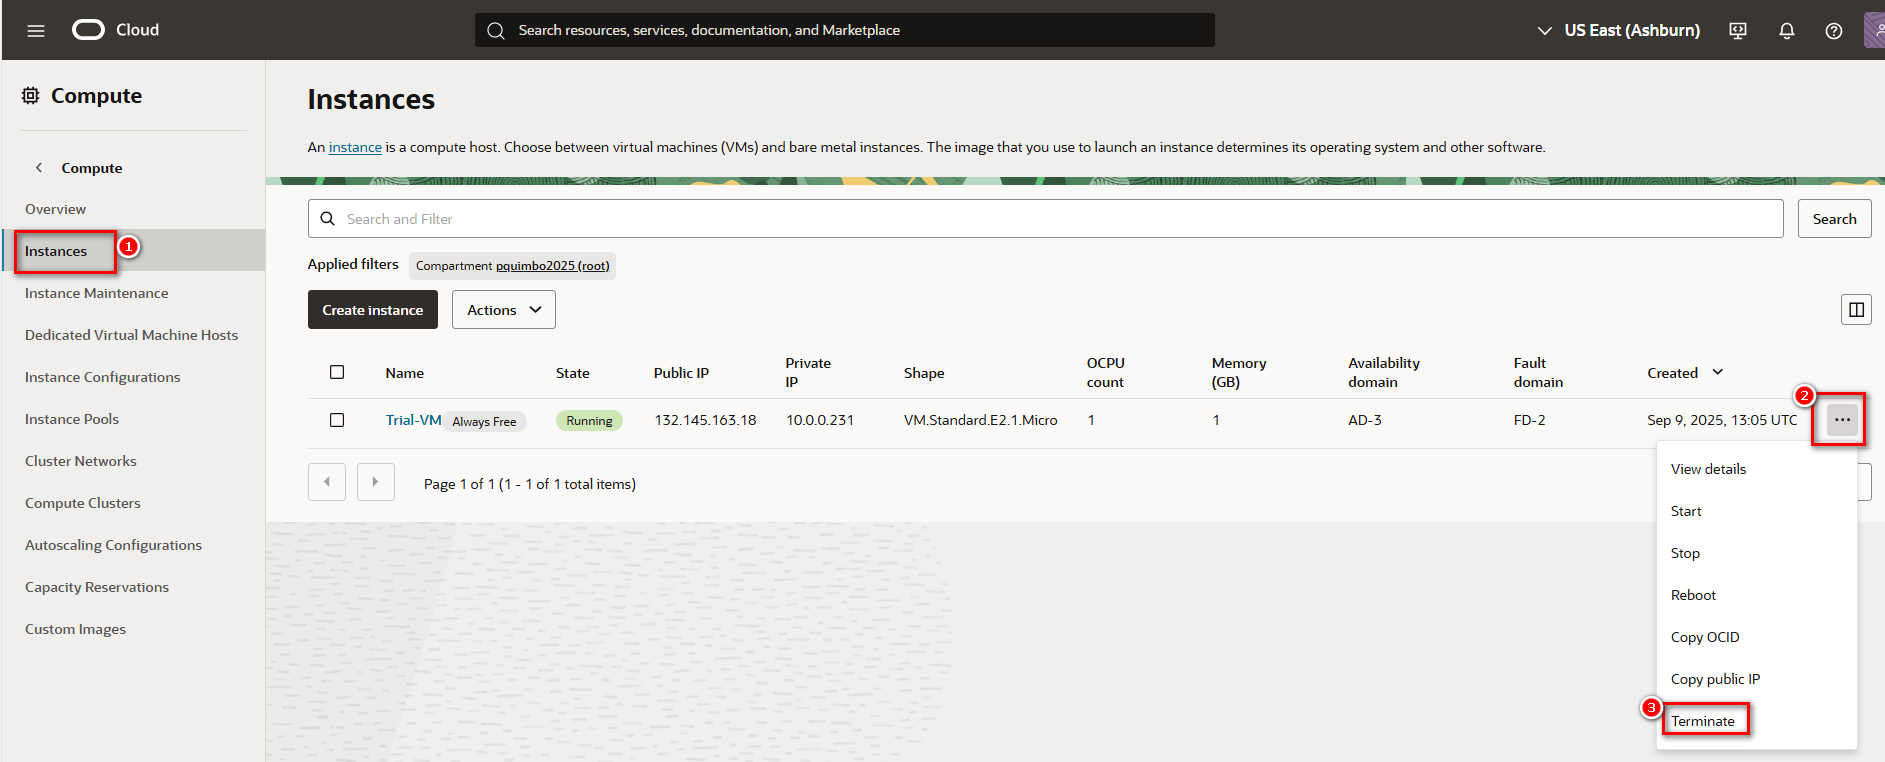 Cloud
Search resources, services, documentation, and Marketplace
US East (Ashburn)
Compute
Compute
Overview
Instances
1
Instance Maintenance
Dedicated Virtual Machine Hosts
Instance Configurations
Instance Pools
Cluster Networks
Compute Clusters
Autoscaling Configurations
Capacity Reservations
Custom Images
Instances
An instance is a compute host. Choose between virtual machines (VMs) and bare metal instances. The image that you use to launch an instance determines its operating system and other software.
Search and Filter
Search
Applied filters Compartment pquimbo2025 (root)
Create instance Actions
Name State Public IP Private IP Shape OCPU count Memory (GB) Availability domain Fault domain Created
2
Trial-VM Always Free Running 132.145.163.18 10.0.0.231 VM.Standard.E2.1.Micro 1 1 AD-3 FD-2 Sep 9, 2025, 13:05 UTC
Page 1 of 1 (1 - 1 of 1 total items)
View details
Start
Stop
Reboot
Copy OCID
Copy public IP
3
Terminate